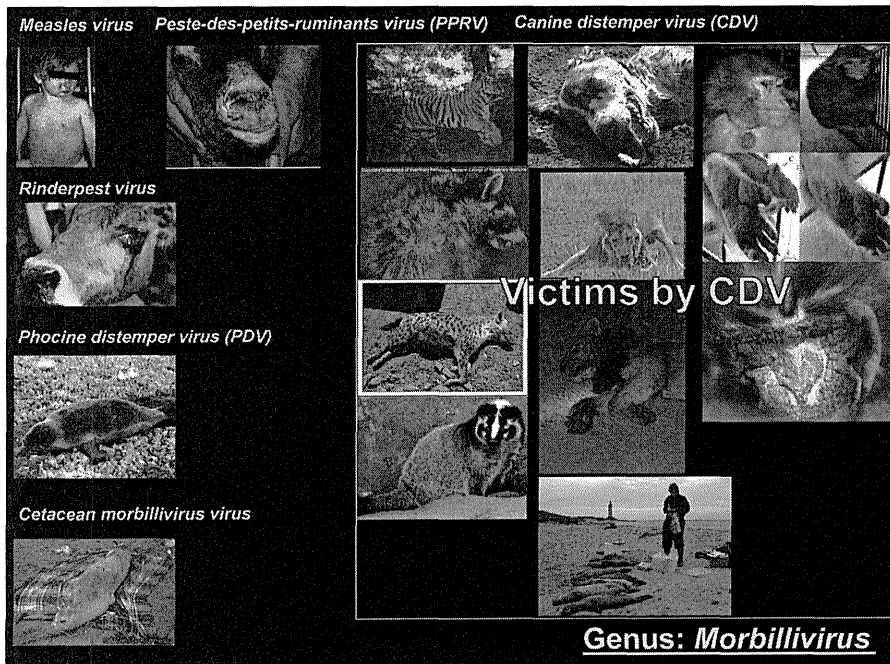 Measles virus
Peste-des-petits-ruminants virus (PPRV)
Canine distemper virus (CDV)
Rinderpest virus
Victims by CDV
Phocine distemper virus (PDV)
Cetacean morbillivirus virus
Genus: Morbillivirus